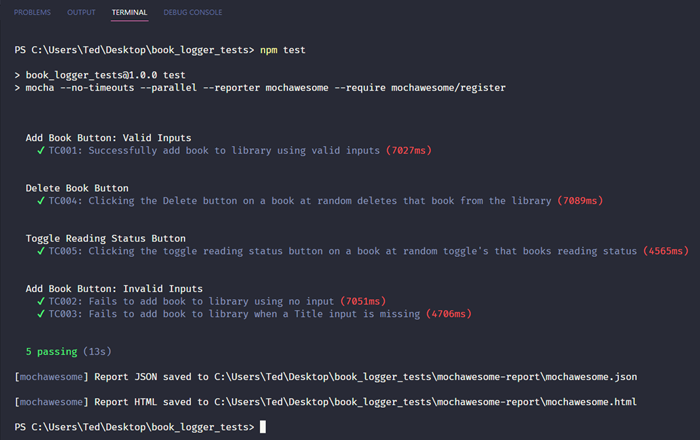 PROBLEMS OUTPUT TERMINAL DEBUG CONSOLE
PS C:\Users\Ted\Desktop\book_logger_tests> npm test
> book_logger_tests@1.0.0 test
> mocha --no-timeouts --parallel --reporter mochawesome --require mochawesome/register
Add Book Button: Valid Inputs
✓ TC001: Successfully add book to library using valid inputs (7027ms)
Delete Book Button
✓ TC004: Clicking the Delete button on a book at random deletes that book from the library (7089ms)
Toggle Reading Status Button
✓ TC005: Clicking the toggle reading status button on a book at random toggle's that books reading status (4565ms)
Add Book Button: Invalid Inputs
✓ TC002: Fails to add book to library using no input (7051ms)
✓ TC003: Fails to add book to library when a Title input is missing (4706ms)
5 passing (13s)
[mochawesome] Report JSON saved to C:\Users\Ted\Desktop\book_logger_tests\mochawesome-report\mochawesome.json
[mochawesome] Report HTML saved to C:\Users\Ted\Desktop\book_logger_tests\mochawesome-report\mochawesome.html
PS C:\Users\Ted\Desktop\book_logger_tests>